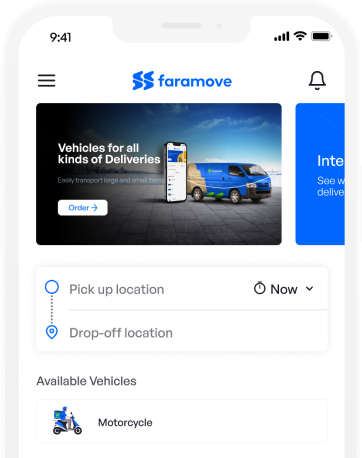 9:41
faramove
Vehicles for all
kinds of Deliveries
Easily transport large and small items
Order →
Inte
See w
delive
Pick up location
Now
Drop-off location
Available Vehicles
Motorcycle